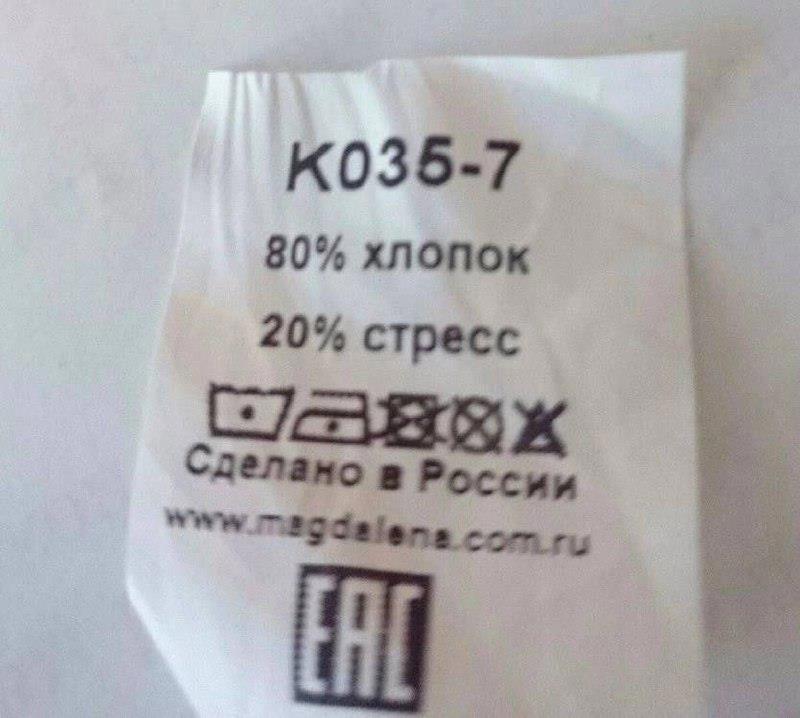 К035-7
80% хлопок
20% стресс
Сделано в России
www.magdalena.com.ru
EAC